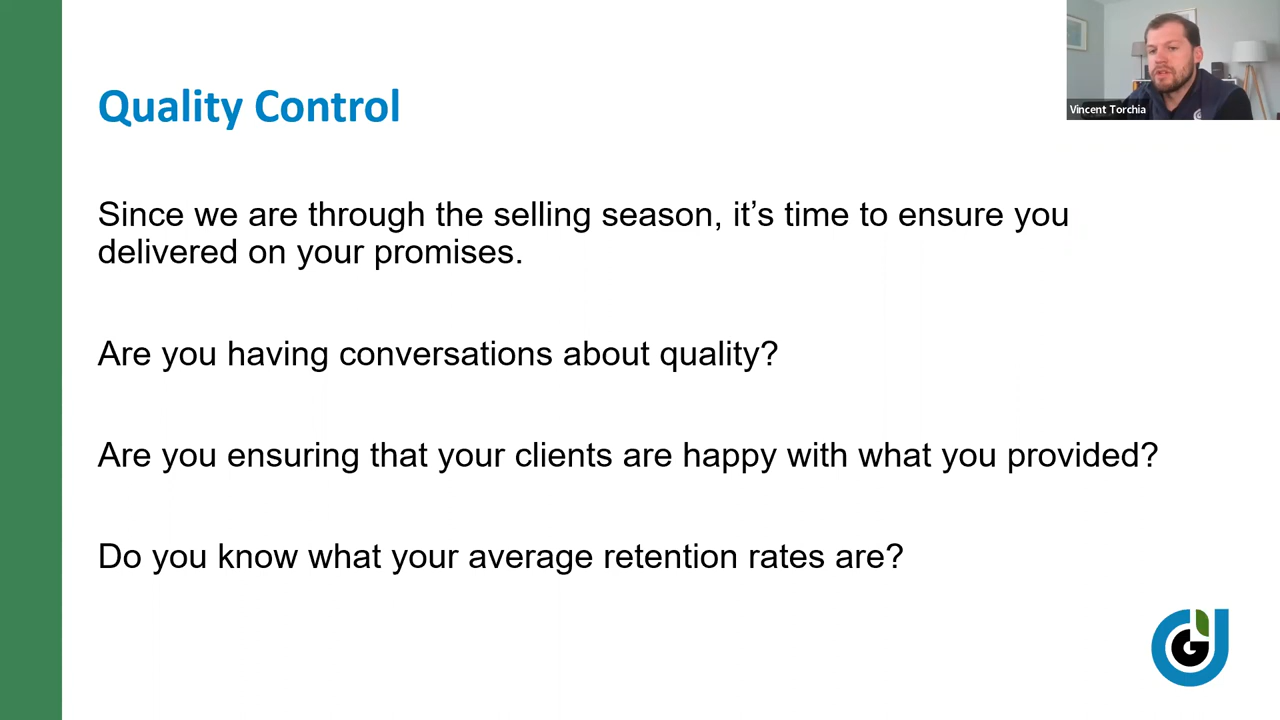 Quality Control
Vincent Torchia
Since we are through the selling season, it’s time to ensure you
delivered on your promises.
Are you having conversations about quality?
Are you ensuring that your clients are happy with what you provided?
Do you know what your average retention rates are?
G